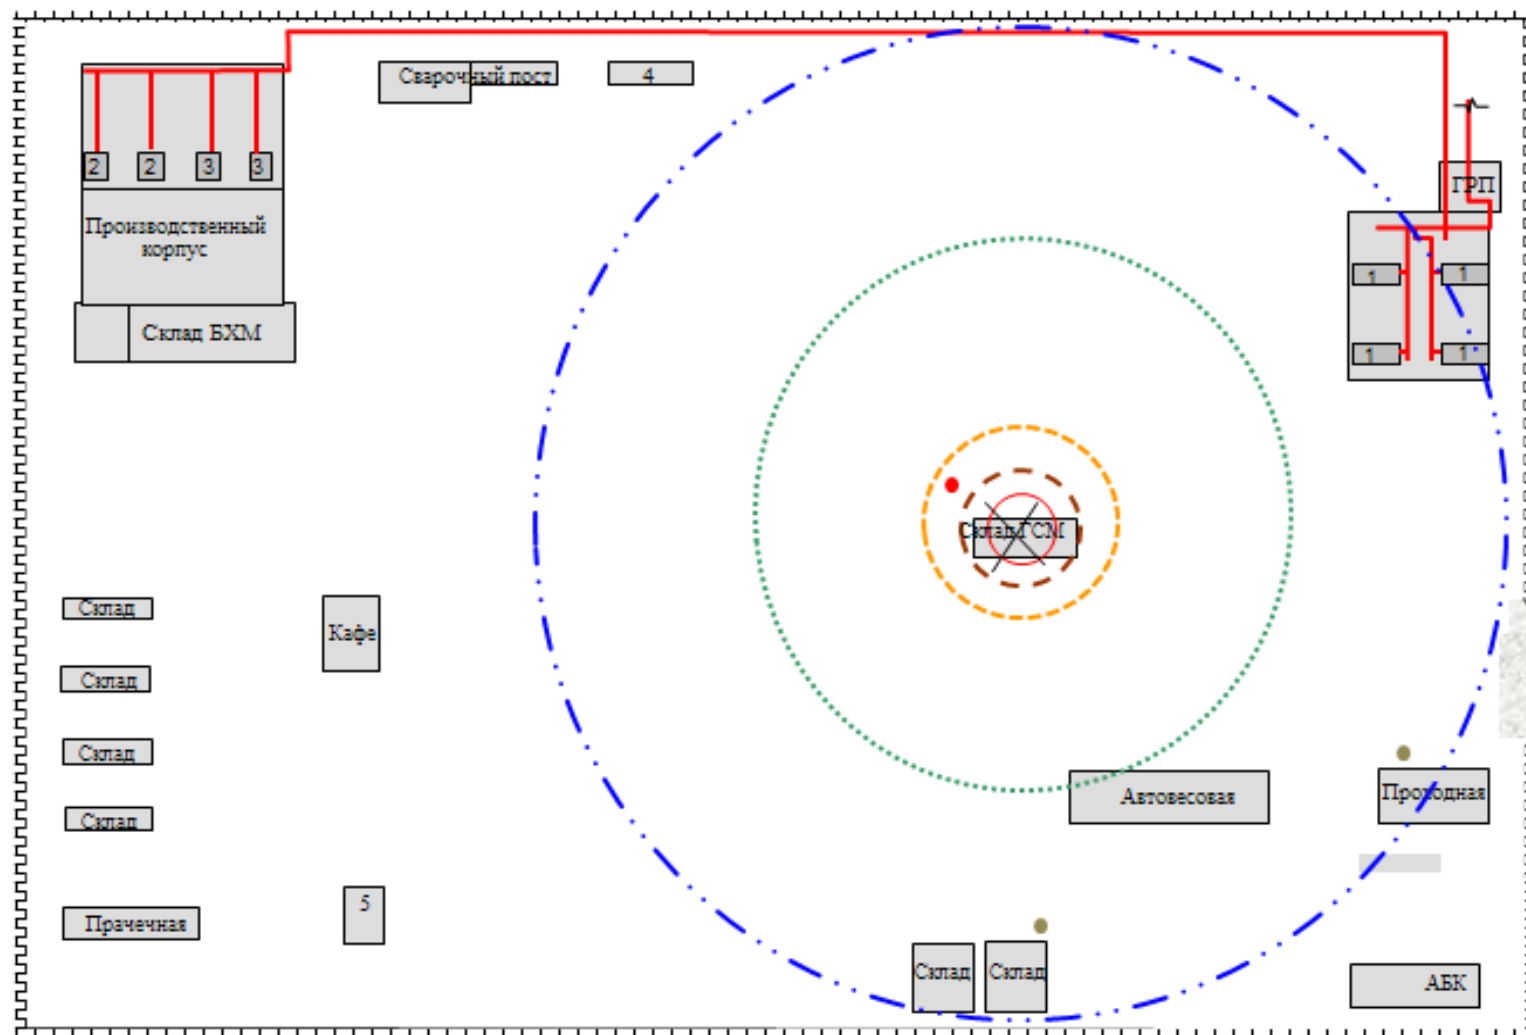 Сварочный пост
4
2
2
3
3
ГРП
Производственный
корпус
1
1
Склад БХМ
1
1
Склад ГСМ
Склад
Кафе
Склад
Склад
Автовесовая
Проходная
Склад
5
Прачечная
Склад
Склад
АБК